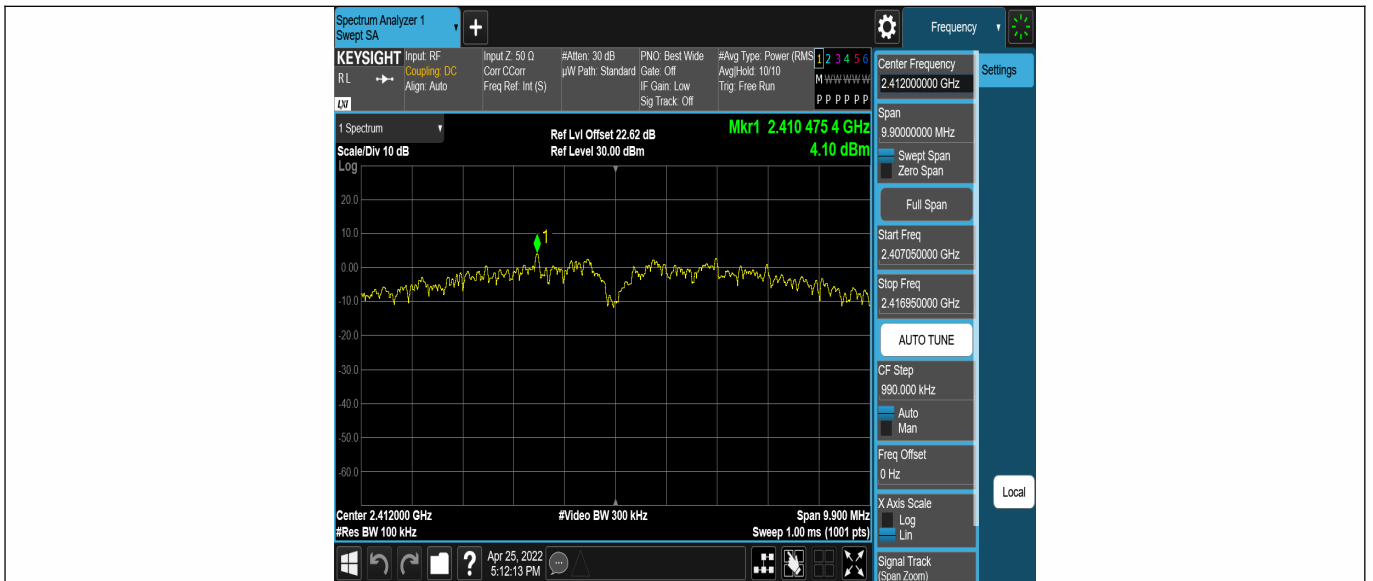 Spectrum Analyzer 1
Swept SA
+
Frequency
KEYSIGHT
R L
LXI
Input: RF
Coupling: DC
Align: Auto
Input Z: 50 Ω
Corr CCorr
Freq Ref: Int (S)
#Atten: 30 dB
µW Path: Standard
PNO: Best Wide
Gate: Off
IF Gain: Low
Sig Track: Off
#Avg Type: Power (RMS
Avg|Hold: 10/10
Trig: Free Run
1 2 3 4 5 6
M W W W W W
P P P P P P
1 Spectrum
Scale/Div 10 dB
Log
Ref Lvl Offset 22.62 dB
Ref Level 30.00 dBm
Mkr1 2.410 475 4 GHz
4.10 dBm
20.0
10.0
1
0.00
-10.0
-20.0
-30.0
-40.0
-50.0
-60.0
Center 2.412000 GHz
#Video BW 300 kHz
Span 9.900 MHz
#Res BW 100 kHz
Sweep 1.00 ms (1001 pts)
?
Apr 25, 2022
5:12:13 PM
Center Frequency
2.412000000 GHz
Settings
Span
9.90000000 MHz
Swept Span
Zero Span
Full Span
Start Freq
2.407050000 GHz
Stop Freq
2.416950000 GHz
AUTO TUNE
CF Step
990.000 kHz
Auto
Man
Freq Offset
0 Hz
Local
X Axis Scale
Log
Lin
Signal Track
(Span Zoom)